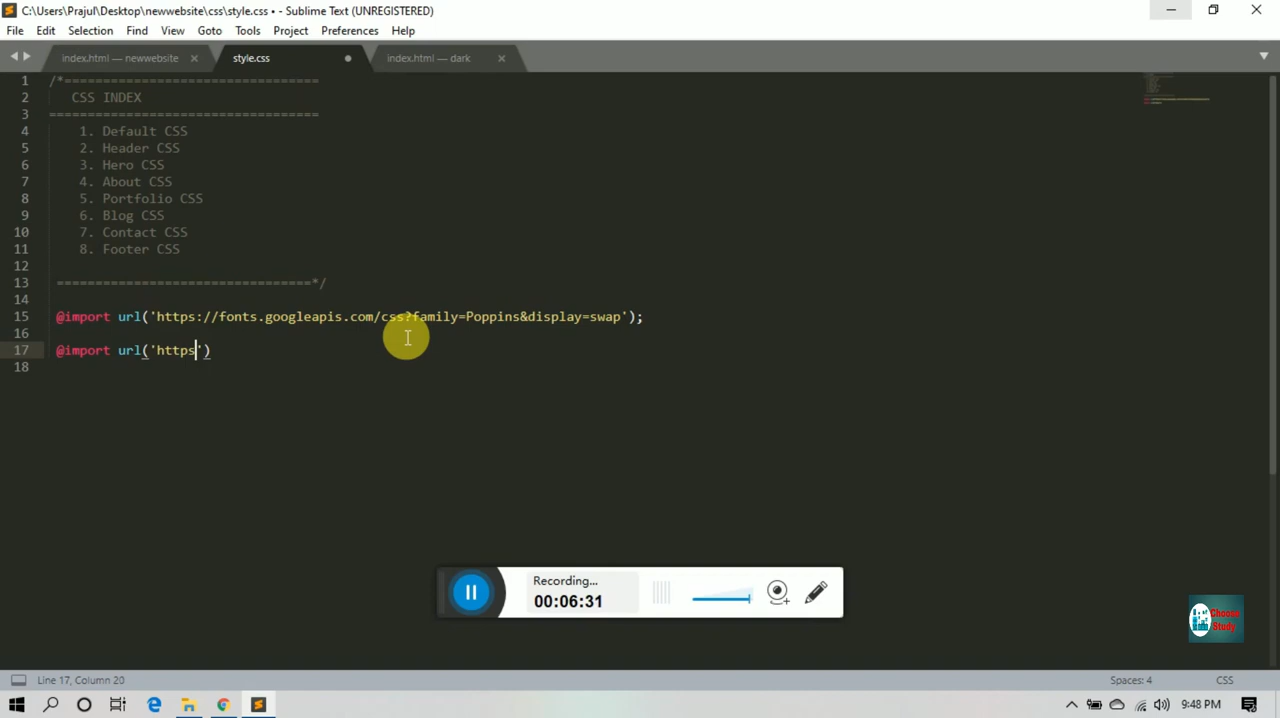 C:\Users\Prajul\Desktop\newwebsite\css\style.css • - Sublime Text (UNREGISTERED)
File Edit Selection Find View Goto Tools Project Preferences Help
index.html — newwebsite × style.css index.html — dark ×
1 /*=================================
2 CSS INDEX
3 ===================================
4 1. Default CSS
5 2. Header CSS
6 3. Hero CSS
7 4. About CSS
8 5. Portfolio CSS
9 6. Blog CSS
10 7. Contact CSS
11 8. Footer CSS
12
13 =================================*/
14
15 @import url('https://fonts.googleapis.com/css?family=Poppins&display=swap');
16
17 @import url('https')
18
Recording...
00:06:31
Choose
Study
Line 17, Column 20 Spaces: 4 CSS
9:48 PM